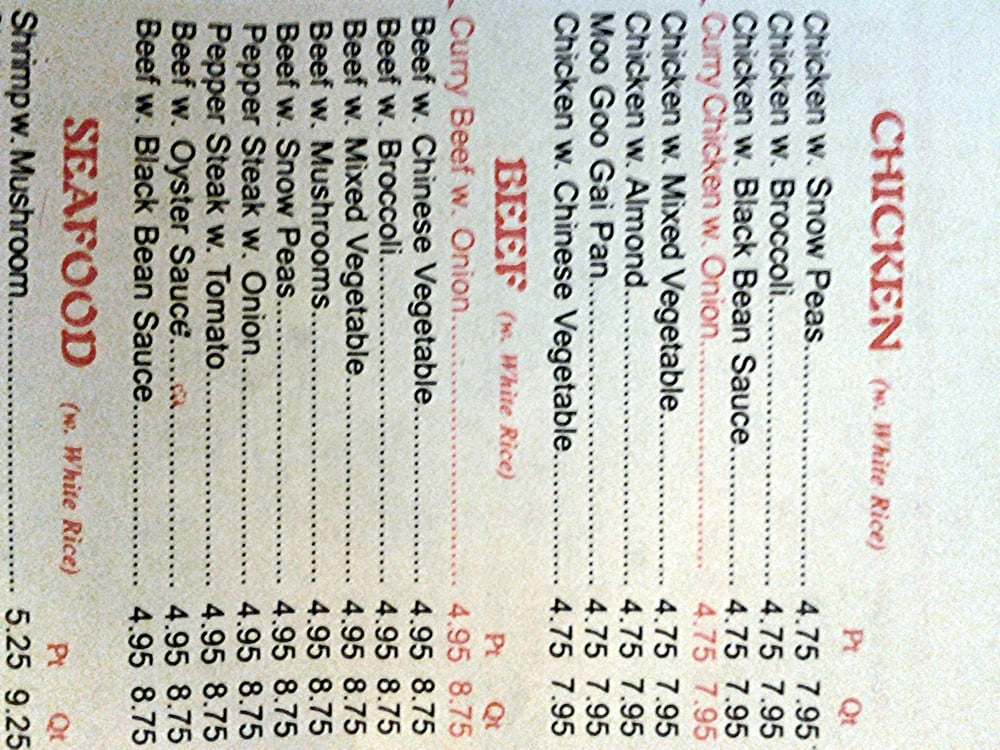 CHICKEN (w. White Rice) Pt Qt
Chicken w. Snow Peas.......................... 4.75 7.95
Chicken w. Broccoli.............................. 4.75 7.95
Chicken w. Black Bean Sauce............... 4.75 7.95
Curry Chicken w. Onion........................ 4.75 7.95
Chicken w. Mixed Vegetable.................. 4.75 7.95
Chicken w. Almond............................... 4.75 7.95
Moo Goo Gai Pan................................. 4.75 7.95
Chicken w. Chinese Vegetable.............. 4.75 7.95
BEEF (w. White Rice) Pt Qt
Curry Beef w. Onion............................. 4.95 8.75
Beef w. Chinese Vegetable................... 4.95 8.75
Beef w. Broccoli.................................... 4.95 8.75
Beef w. Mixed Vegetable....................... 4.95 8.75
Beef w. Mushrooms.............................. 4.95 8.75
Beef w. Snow Peas............................... 4.95 8.75
Pepper Steak w. Onion......................... 4.95 8.75
Pepper Steak w. Tomato....................... 4.95 8.75
Beef w. Oyster Sauce........................... 4.95 8.75
Beef w. Black Bean Sauce.................... 4.95 8.75
SEAFOOD (w. White Rice) Pt Qt
Shrimp w. Mushroom............................ 5.25 9.25